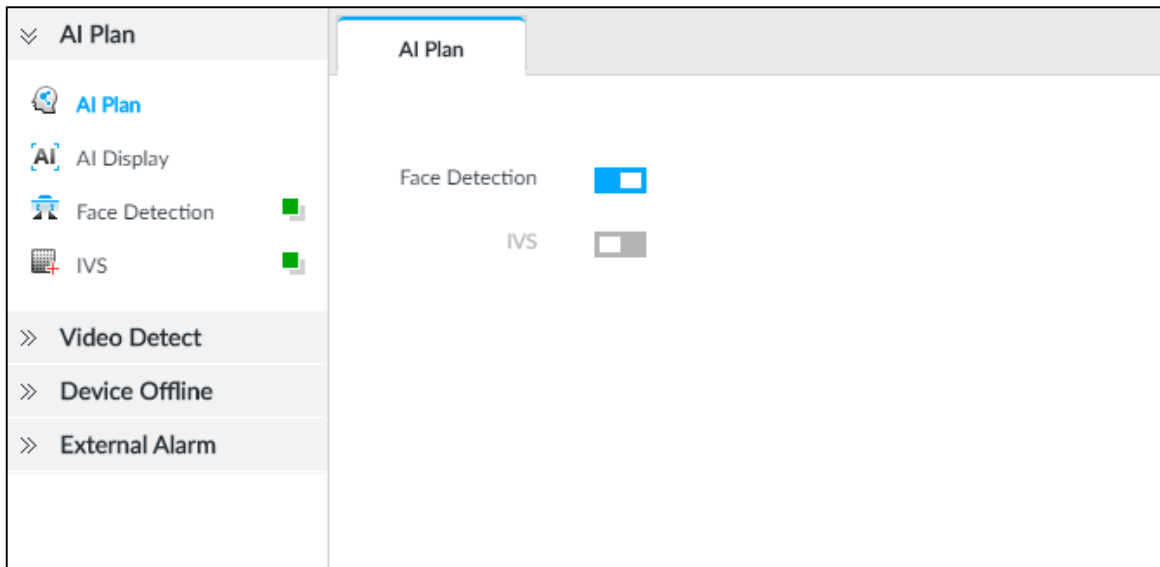 AI Plan
AI Plan
AI Plan
AI AI Display
Face Detection
IVS
Video Detect
Device Offline
External Alarm
Face Detection
IVS